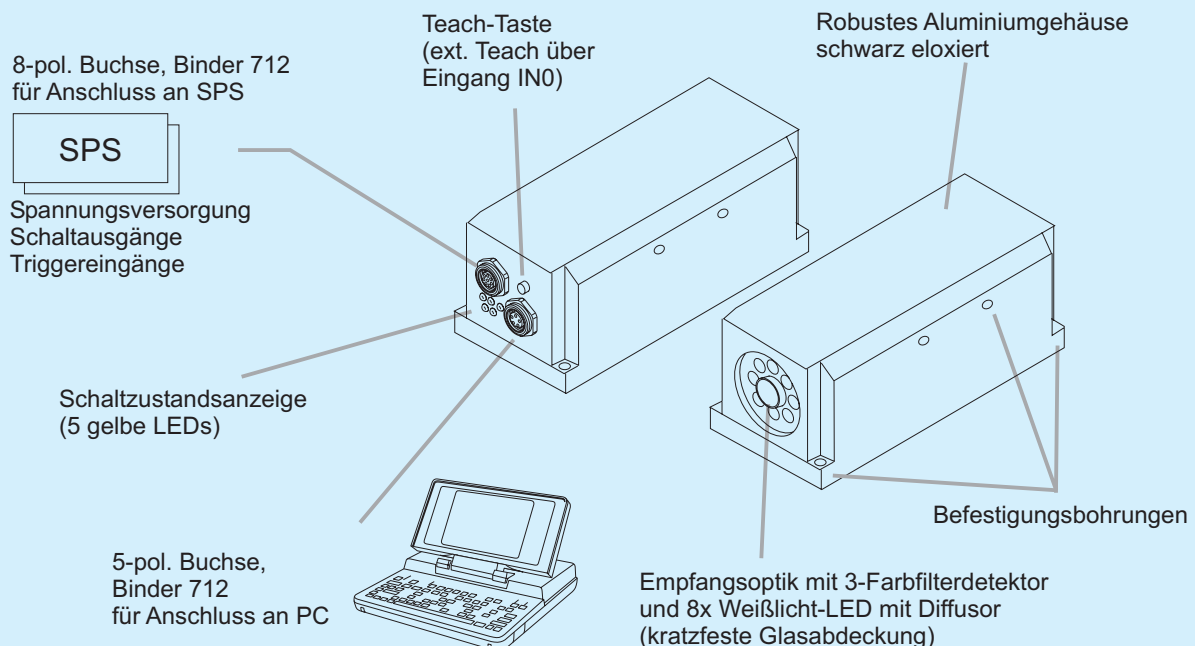 Teach-Taste
(ext. Teach über
Eingang IN0)
Robustes Aluminiumgehäuse
schwarz eloxiert
8-pol. Buchse, Binder 712
für Anschluss an SPS
SPS
Spannungsversorgung
Schaltausgänge
Triggereingänge
Schaltzustandsanzeige
(5 gelbe LEDs)
Befestigungsbohrungen
5-pol. Buchse,
Binder 712
für Anschluss an PC
Empfangsoptik mit 3-Farbfilterdetektor
und 8x Weißlicht-LED mit Diffusor
(kratzfeste Glasabdeckung)